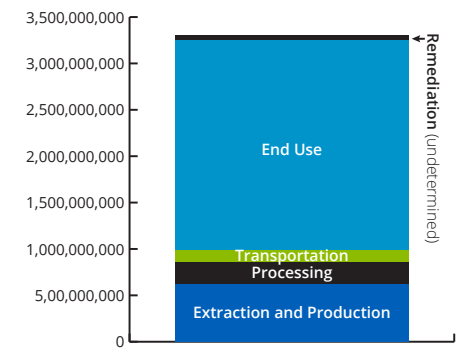 3,500,000,000
3,000,000,000
2,500,000,000
2,000,000,000
1,500,000,000
1,000,000,000
5,00,000,000
0
End Use
Transportation
Processing
Extraction and Production
Remediation (undetermined)